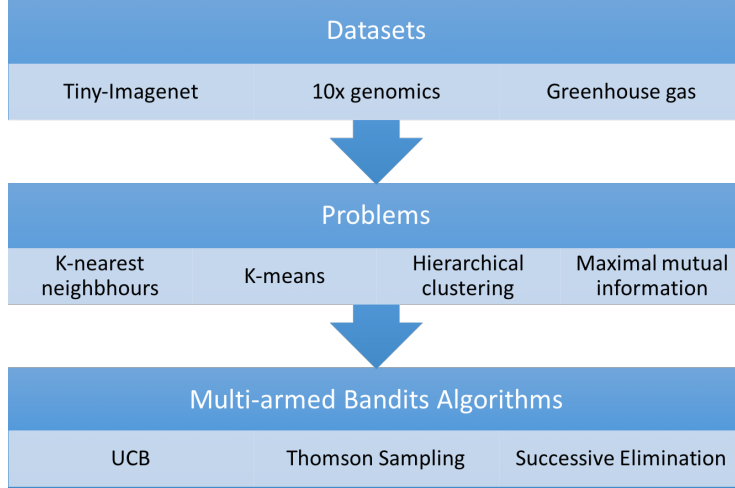 Datasets
Tiny-Imagenet
10x genomics
Greenhouse gas
Problems
K-nearest
neighbhours
K-means
Hierarchical
clustering
Maximal mutual
information
Multi-armed Bandits Algorithms
UCB
Thomson Sampling
Successive Elimination